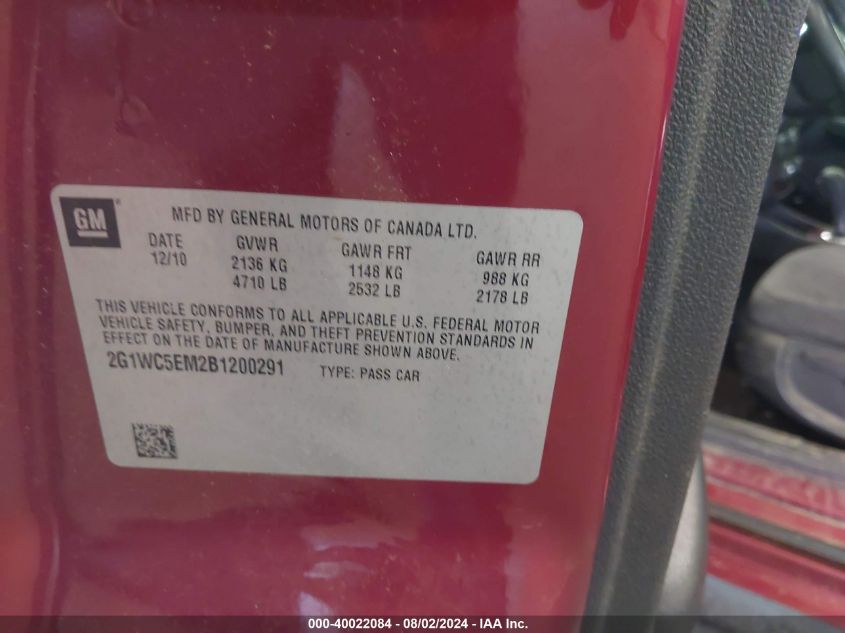 GM
MFD BY GENERAL MOTORS OF CANADA LTD.
DATE GVWR GAWR FRT GAWR RR
12/10 2136 KG 1148 KG 988 KG
4710 LB 2532 LB 2178 LB
THIS VEHICLE CONFORMS TO ALL APPLICABLE U.S. FEDERAL MOTOR
VEHICLE SAFETY, BUMPER, AND THEFT PREVENTION STANDARDS IN
EFFECT ON THE DATE OF MANUFACTURE SHOWN ABOVE.
2G1WC5EM2B1200291 TYPE: PASS CAR
000-40022084 - 08/02/2024 - IAA Inc.